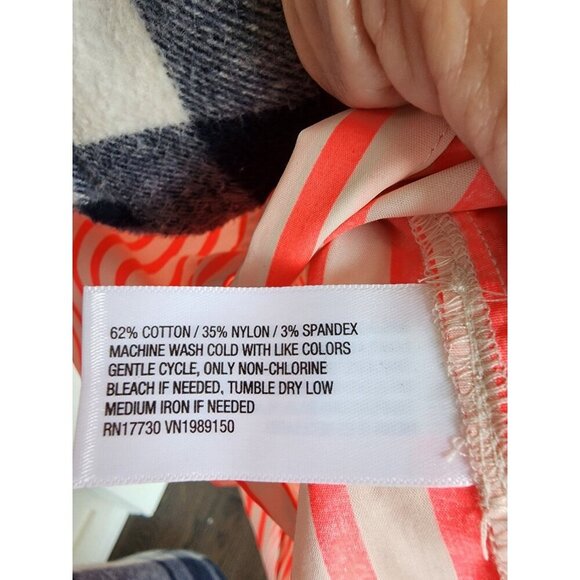 62% COTTON / 35% NYLON / 3% SPANDEX
MACHINE WASH COLD WITH LIKE COLORS
GENTLE CYCLE, ONLY NON-CHLORINE
BLEACH IF NEEDED, TUMBLE DRY LOW
MEDIUM IRON IF NEEDED
RN17730 VN1989150